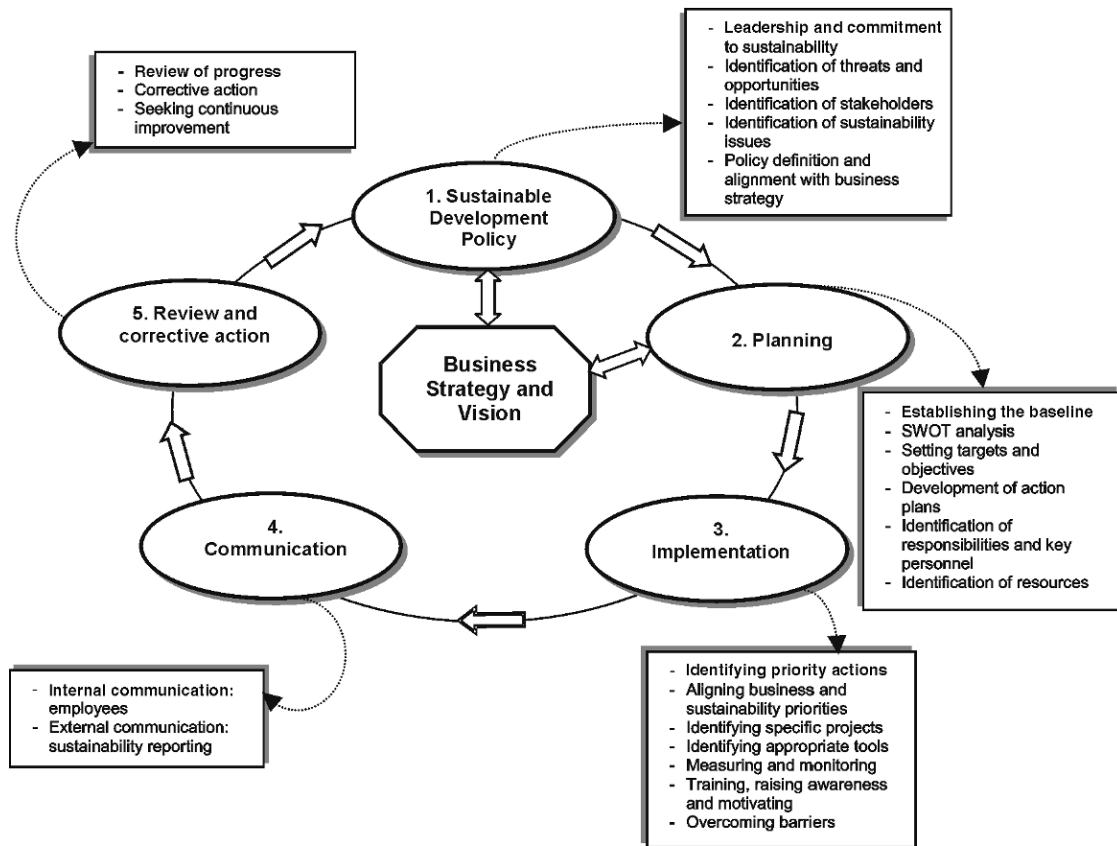 - Review of progress
- Corrective action
- Seeking continuous
improvement
- Leadership and commitment
to sustainability
- Identification of threats and
opportunities
- Identification of stakeholders
- Identification of sustainability
issues
- Policy definition and
alignment with business
strategy
1. Sustainable
Development
Policy
5. Review and
corrective action
2. Planning
Business
Strategy and
Vision
- Establishing the baseline
- SWOT analysis
- Setting targets and
objectives
- Development of action
plans
- Identification of
responsibilities and key
personnel
- Identification of resources
4.
Communication
3.
Implementation
- Internal communication:
employees
- External communication:
sustainability reporting
- Identifying priority actions
- Aligning business and
sustainability priorities
- Identifying specific projects
- Identifying appropriate tools
- Measuring and monitoring
- Training, raising awareness
and motivating
- Overcoming barriers